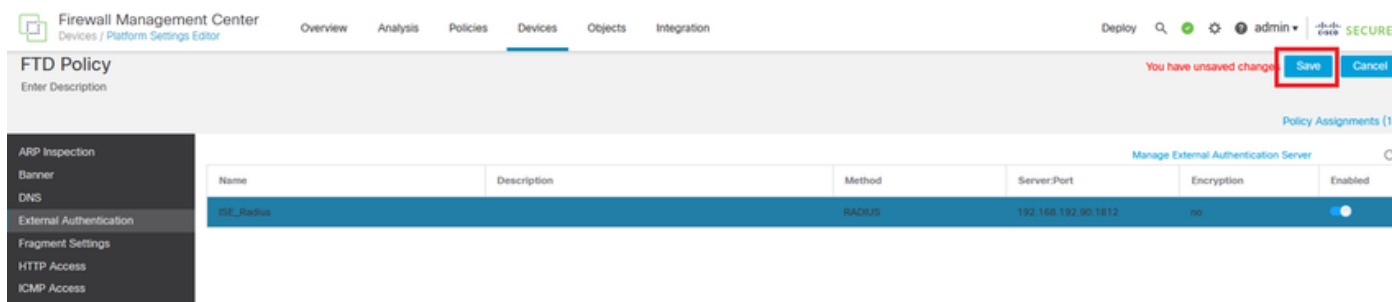 Firewall Management Center
Devices / Platform Settings Editor
Overview Analysis Policies Devices Objects Integration
Deploy admin
cisco SECURE
FTD Policy
Enter Description
You have unsaved changes Save Cancel
Policy Assignments (1
ARP Inspection
Banner
DNS
External Authentication
Fragment Settings
HTTP Access
ICMP Access
Manage External Authentication Server
Name Description Method Server:Port Encryption Enabled
ISE_Radius RADIUS 192.168.192.90:1812 no